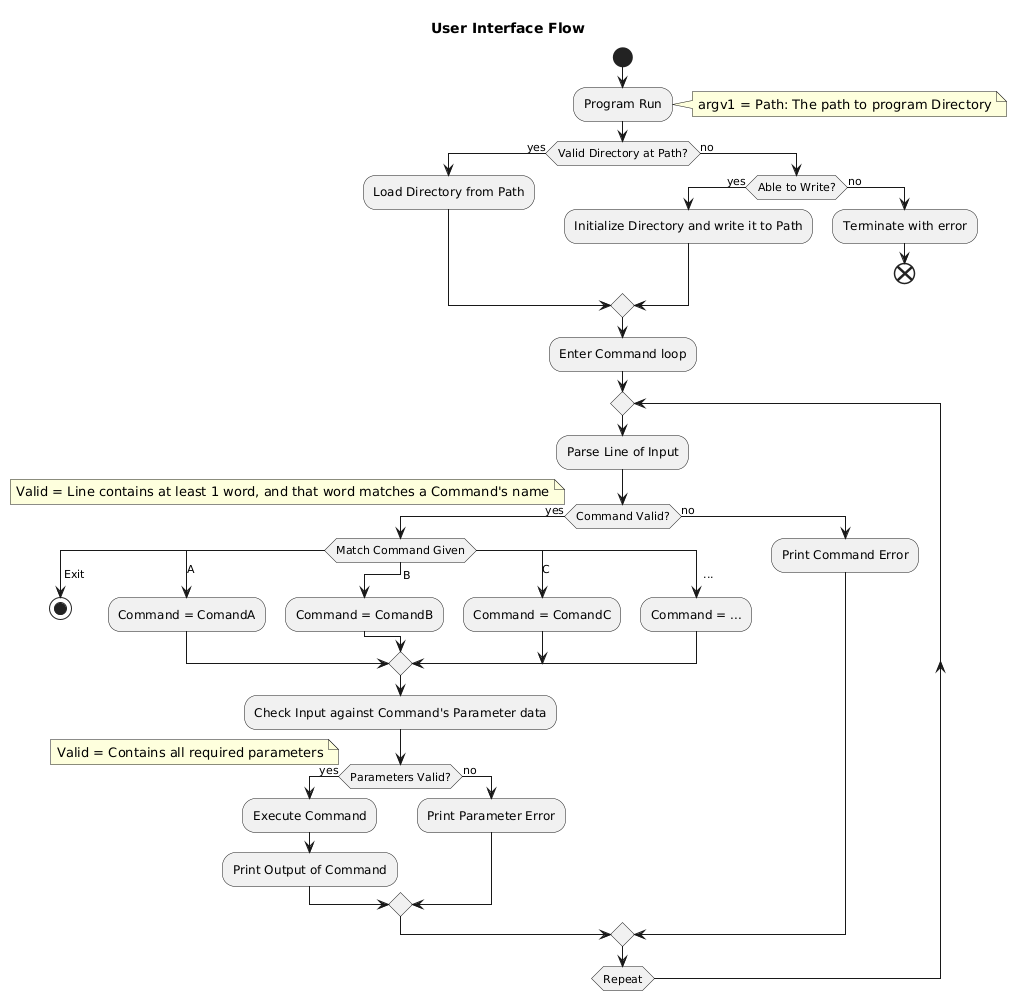 User Interface Flow
Program Run
argv1 = Path: The path to program Directory
yes
Valid Directory at Path?
no
Load Directory from Path
yes
Able to Write?
no
Initialize Directory and write it to Path
Terminate with error
Enter Command loop
Parse Line of Input
Valid = Line contains at least 1 word, and that word matches a Command's name
yes
Command Valid?
no
Match Command Given
Print Command Error
Exit
A
B
C
...
Command = ComandA
Command = ComandB
Command = ComandC
Command = ...
Check Input against Command's Parameter data
Valid = Contains all required parameters
yes
Parameters Valid?
no
Execute Command
Print Parameter Error
Print Output of Command
Repeat